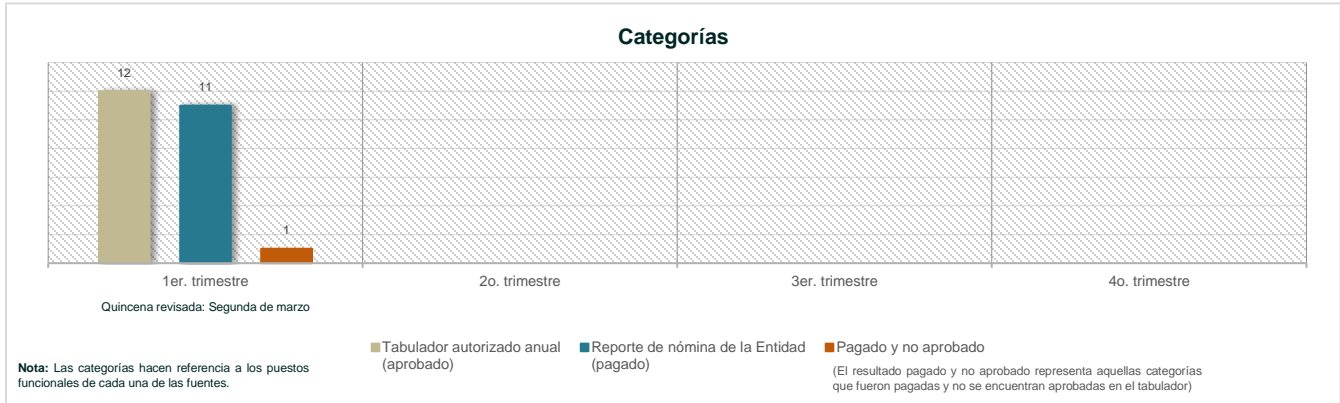 Categorías
12
11
1
1er. trimestre
2o. trimestre
3er. trimestre
4o. trimestre
Quincena revisada: Segunda de marzo
Tabulador autorizado anual
(aprobado)
Reporte de nómina de la Entidad
(pagado)
Pagado y no aprobado
(El resultado pagado y no aprobado representa aquellas categorías
que fueron pagadas y no se encuentran aprobadas en el tabulador)
Nota: Las categorías hacen referencia a los puestos
funcionales de cada una de las fuentes.